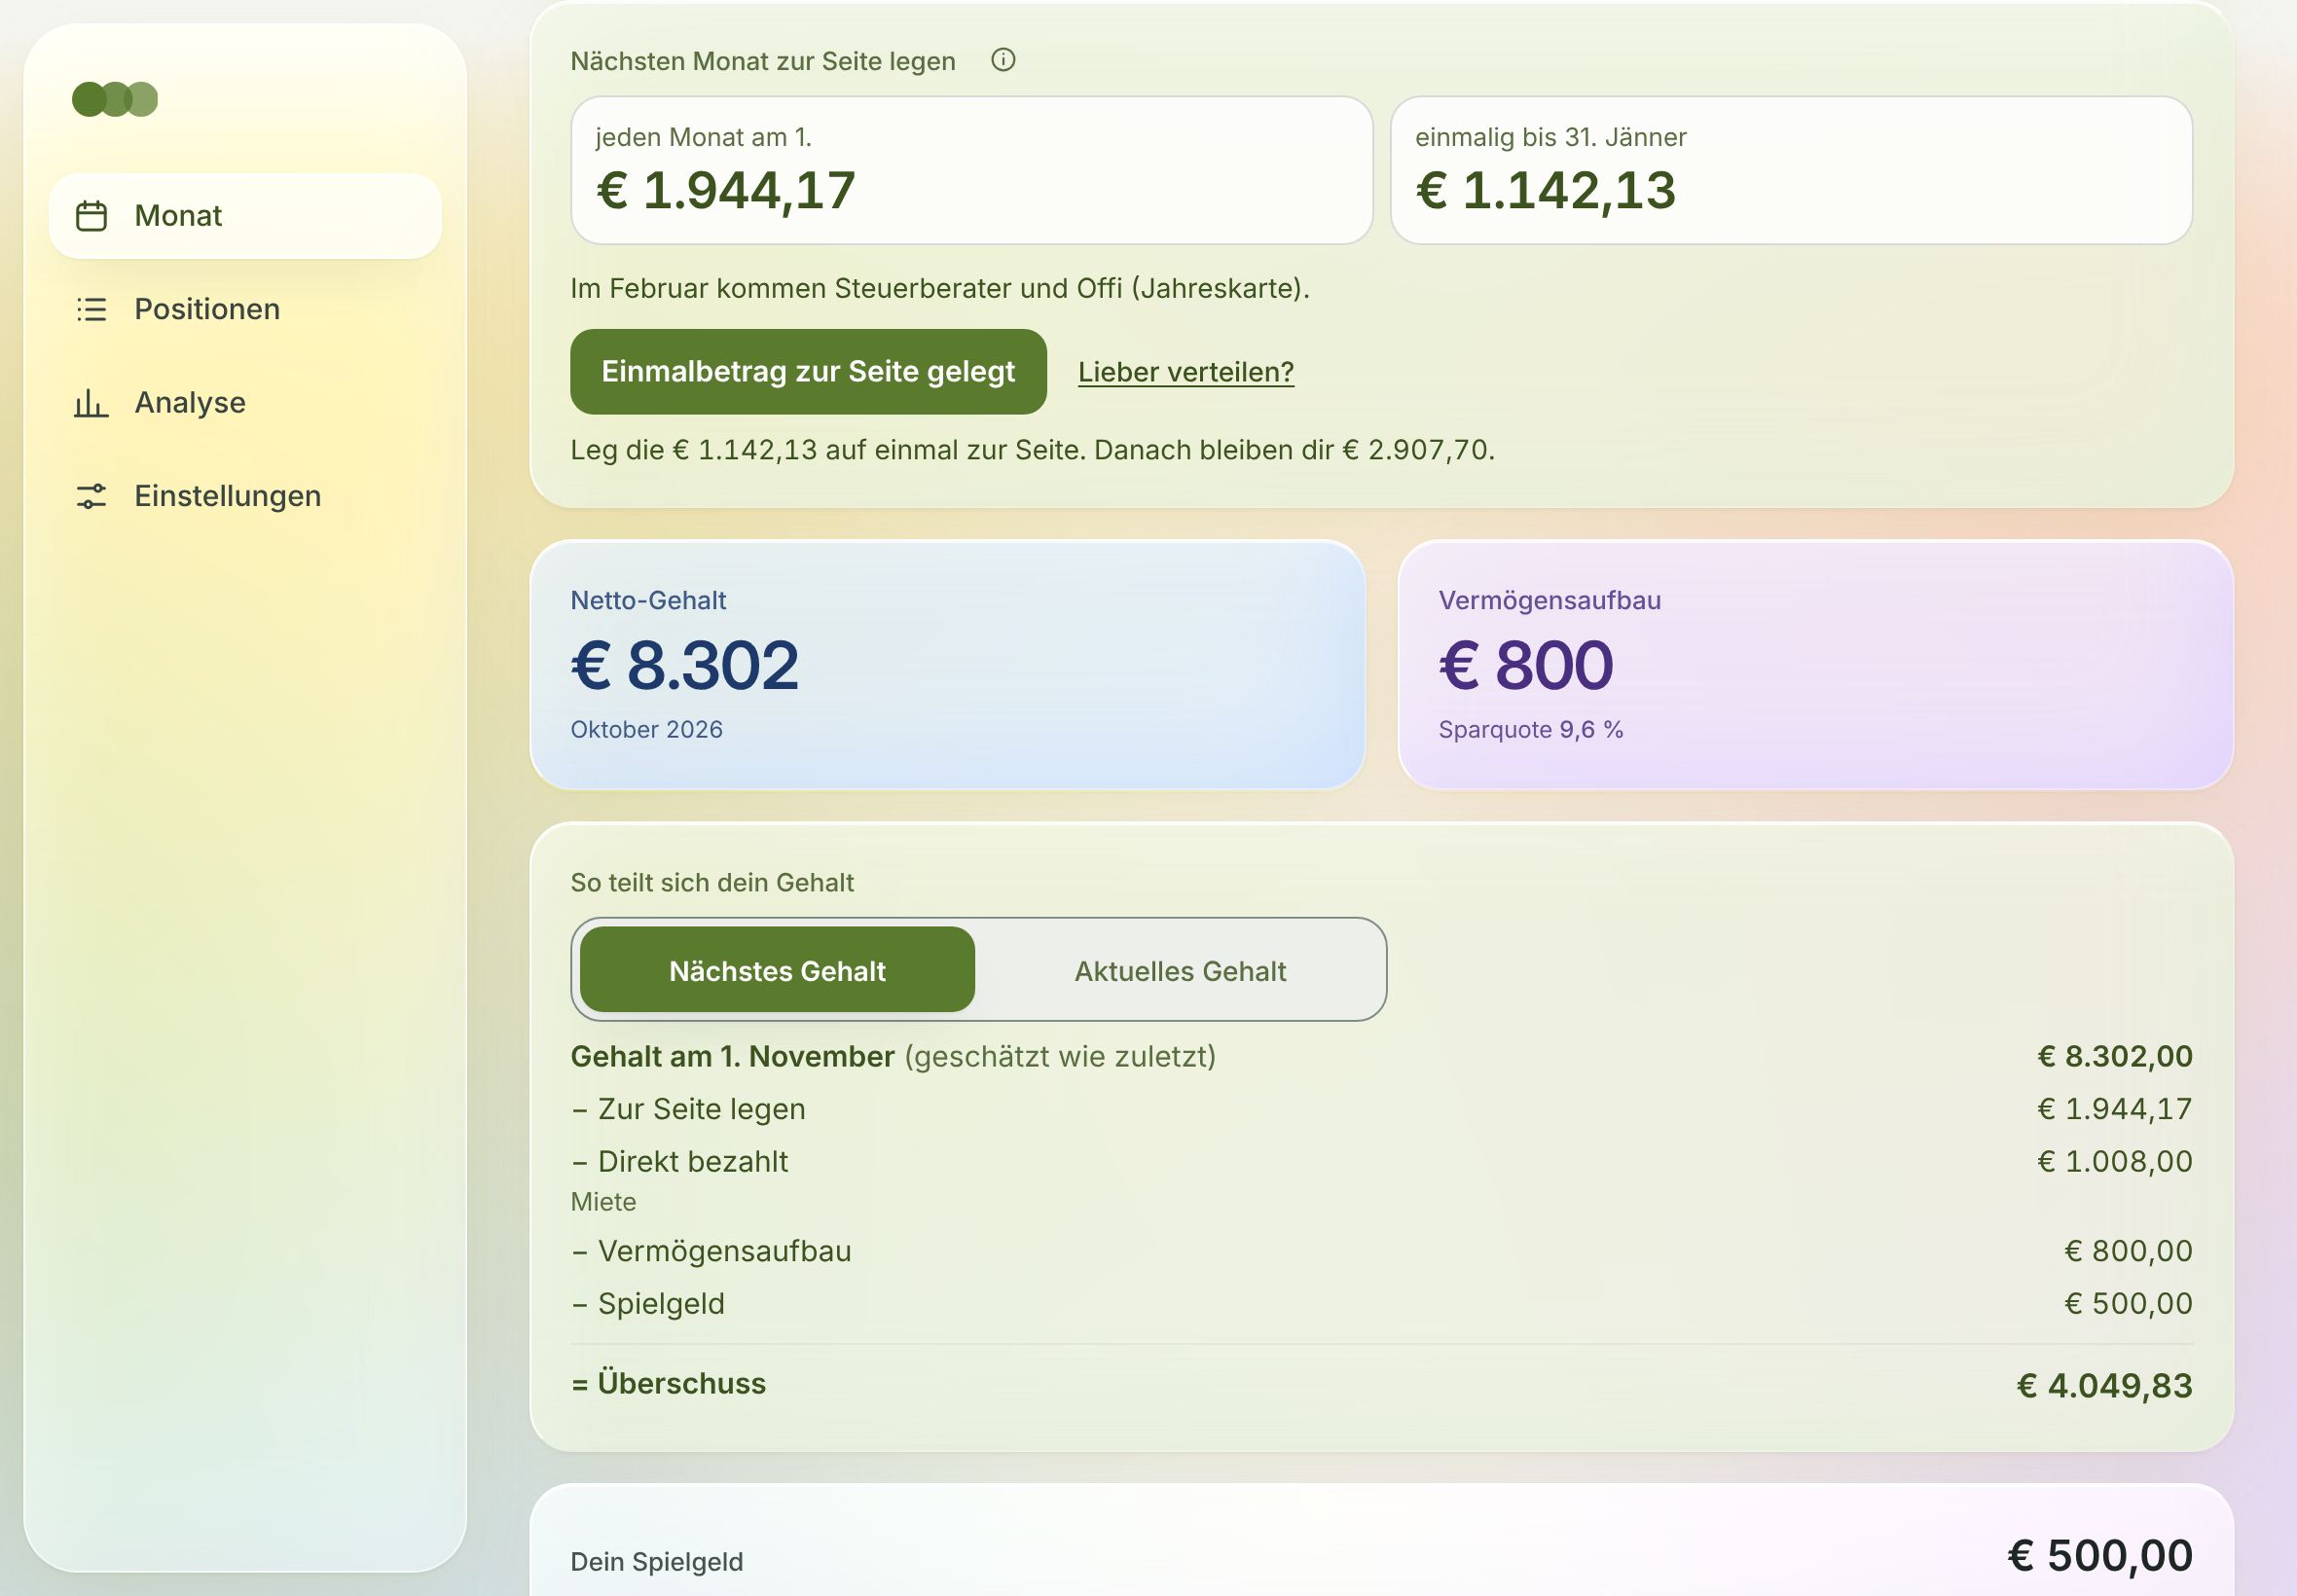 Monat
Positionen
Analyse
Einstellungen
Nächsten Monat zur Seite legen
jeden Monat am 1.
€ 1.944,17
einmalig bis 31. Jänner
€ 1.142,13
Im Februar kommen Steuerberater und Offi (Jahreskarte).
Einmalbetrag zur Seite gelegt
Lieber verteilen?
Leg die € 1.142,13 auf einmal zur Seite. Danach bleiben dir € 2.907,70.
Netto-Gehalt
€ 8.302
Oktober 2026
Vermögensaufbau
€ 800
Sparquote 9,6 %
So teilt sich dein Gehalt
Nächstes Gehalt
Aktuelles Gehalt
Gehalt am 1. November (geschätzt wie zuletzt) € 8.302,00
− Zur Seite legen € 1.944,17
− Direkt bezahlt € 1.008,00
Miete
− Vermögensaufbau € 800,00
− Spielgeld € 500,00
= Überschuss € 4.049,83
Dein Spielgeld € 500,00